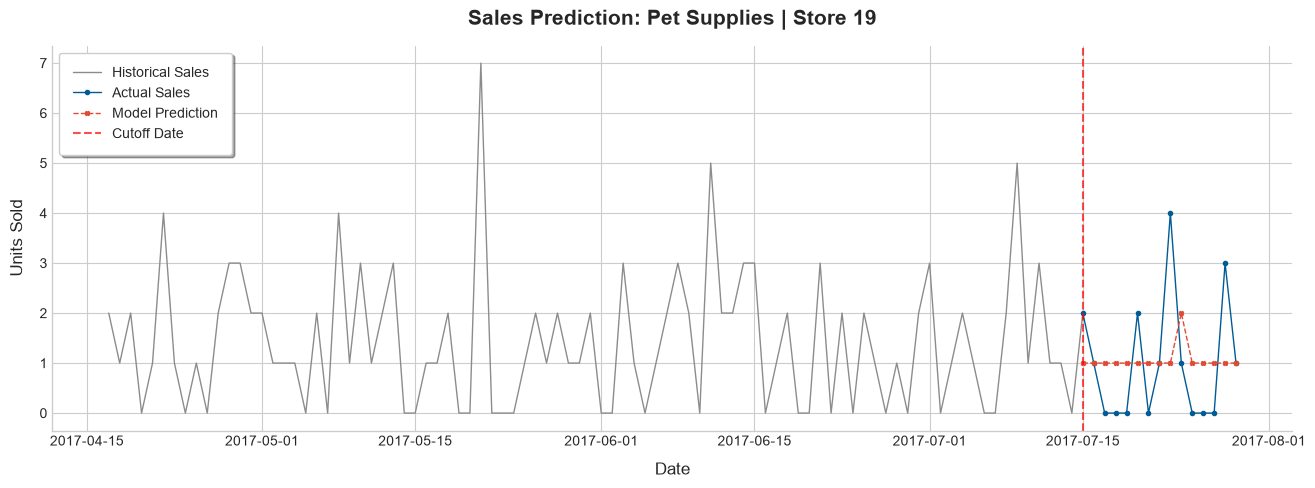 Sales Prediction: Pet Supplies | Store 19
Historical Sales
Actual Sales
Model Prediction
Cutoff Date
Units Sold
7
6
5
4
3
2
1
0
2017-04-15
2017-05-01
2017-05-15
2017-06-01
2017-06-15
2017-07-01
2017-07-15
2017-08-01
Date